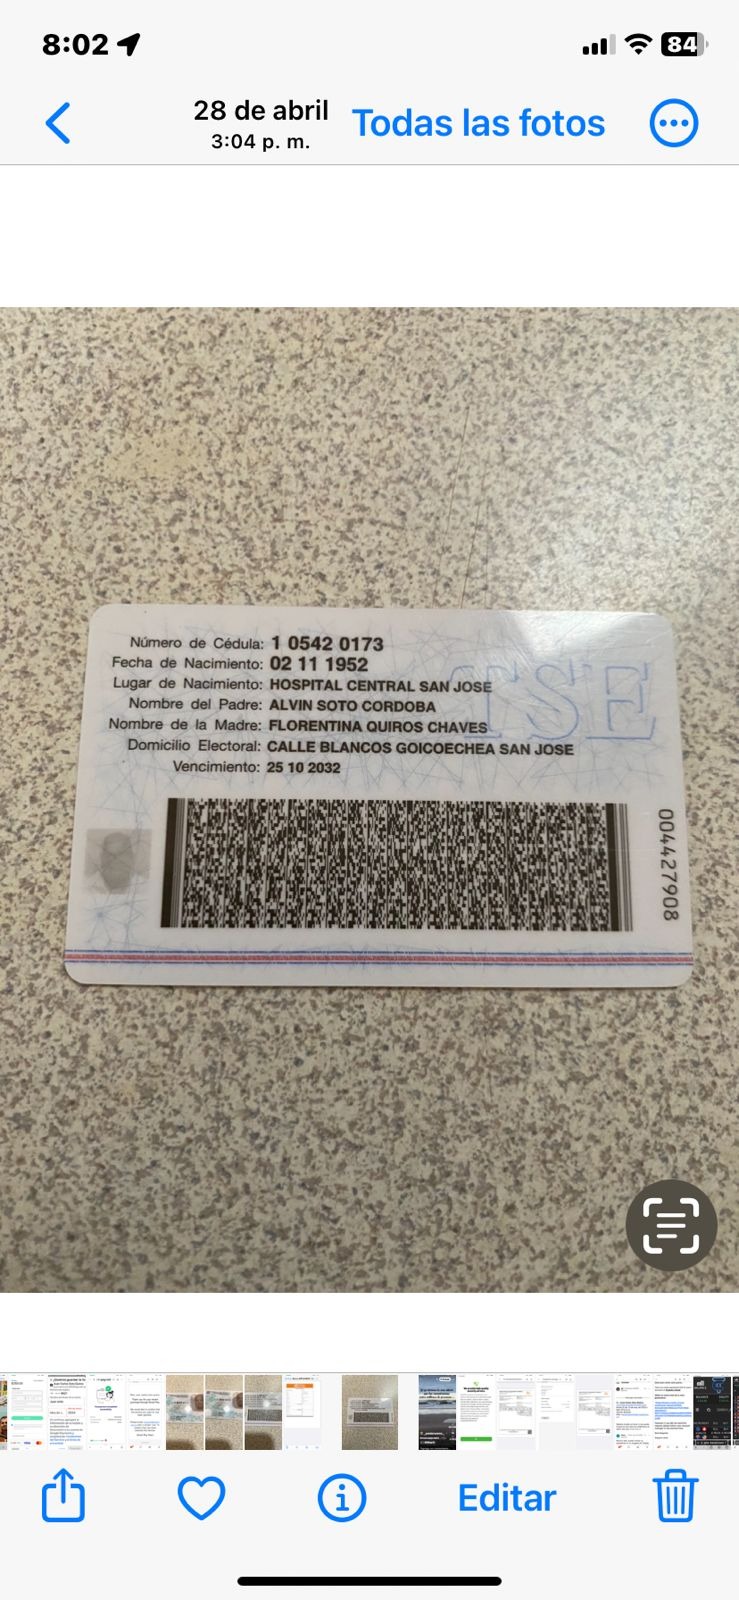 8:02
84
28 de abril
3:04 p. m.
Todas las fotos
Número de Cédula: 1 0542 0173
Fecha de Nacimiento: 02 11 1952
Lugar de Nacimiento: HOSPITAL CENTRAL SAN JOSE
Nombre del Padre: ALVIN SOTO CORDOBA
Nombre de la Madre: FLORENTINA QUIROS CHAVES
Domicilio Electoral: CALLE BLANCOS GOICOECHEA SAN JOSE
Vencimiento: 25 10 2032
TSE
004427908
Editar